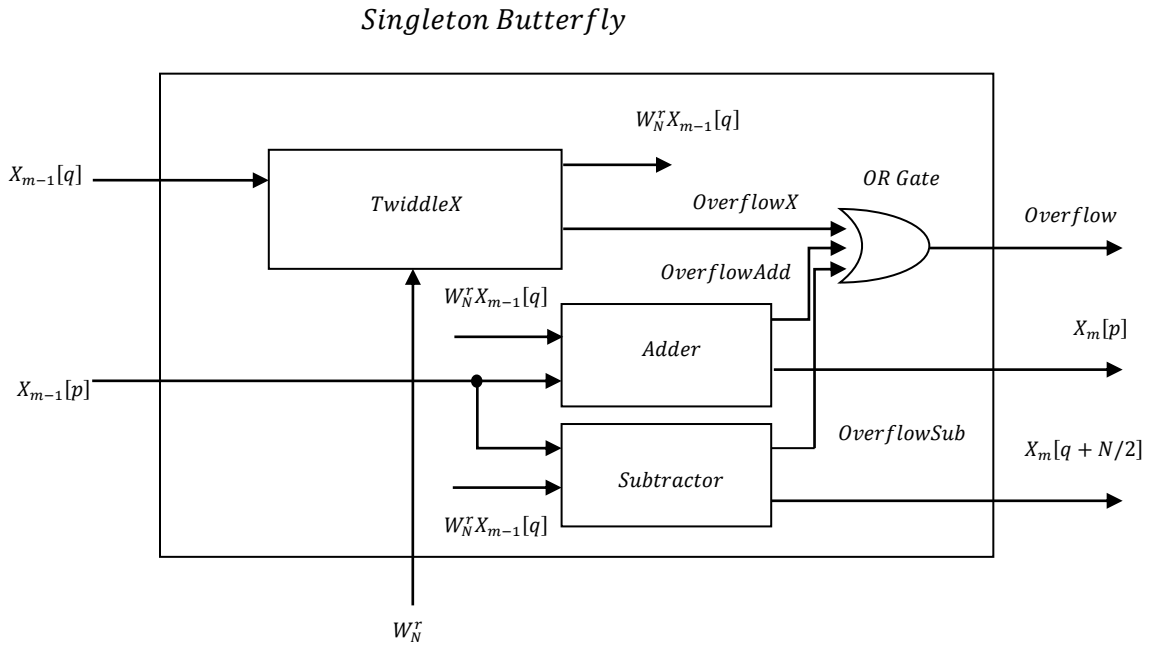 Singleton Butterfly
W_N^r X_{m−1}[q]
X_{m−1}[q]
TwiddleX
OR Gate
OverflowX
Overflow
OverflowAdd
W_N^r X_{m−1}[q]
Adder
X_m[p]
X_{m−1}[p]
OverflowSub
X_m[q + N/2]
Subtractor
W_N^r X_{m−1}[q]
W_N^r